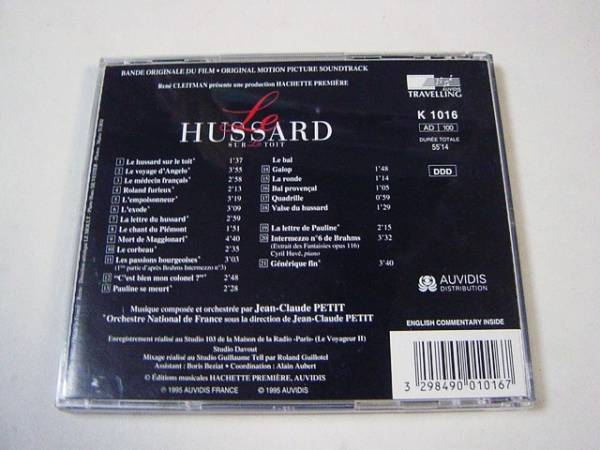 BANDE ORIGINALE DU FILM • ORIGINAL MOTION PICTURE SOUNDTRACK
René CLEITMAN présente une production HACHETTE PREMIÈRE
Le
HUSSARD
SUR Le TOIT
AUVIDIS
TRAVELLING
K 1016
AD 100
DURÉE TOTALE
55'14
DDD
1 Le hussard sur le toit* 1'37
2 Le voyage d'Angelo* 3'55
3 Le médecin français* 2'58
4 Roland furieux* 2'13
5 L'empoisonneur* 3'19
6 L'exode* 3'09
7 La lettre du hussard* 2'59
8 Le chant du Piémont 1'51
9 Mort de Maggionari* 4'40
10 Le corbeau* 2'35
11 Les passions bourgeoises* 3'03
(1ère partie d'après Brahms Intermezzo n°3)
12 "C'est bien mon colonel ?"* 2'48
13 Pauline se meurt* 2'28
Le bal
14 Galop 1'48
15 La ronde 1'14
16 Bal provençal 1'05
17 Quadrille 0'59
18 Valse du hussard 1'29
19 La lettre de Pauline* 2'15
20 Intermezzo n°6 de Brahms 3'32
(Extrait des Fantaisies opus 116)
Cyril Huvé, piano
21 Générique fin* 3'40
AUVIDIS
DISTRIBUTION
Musique composée et orchestrée par Jean-Claude PETIT
*Orchestre National de France sous la direction de Jean-Claude PETIT
ENGLISH COMMENTARY INSIDE
Enregistrement réalisé au Studio 103 de la Maison de la Radio -Paris- (Le Voyageur II)
Studio Davout
Mixage réalisé au Studio Guillaume Tell par Roland Guillotel
Assistant : Boris Beziat • Coordination : Alain Aubert
© Éditions musicales HACHETTE PREMIÈRE, AUVIDIS
℗ 1995 AUVIDIS FRANCE © 1995 AUVIDIS
3 298490 010167